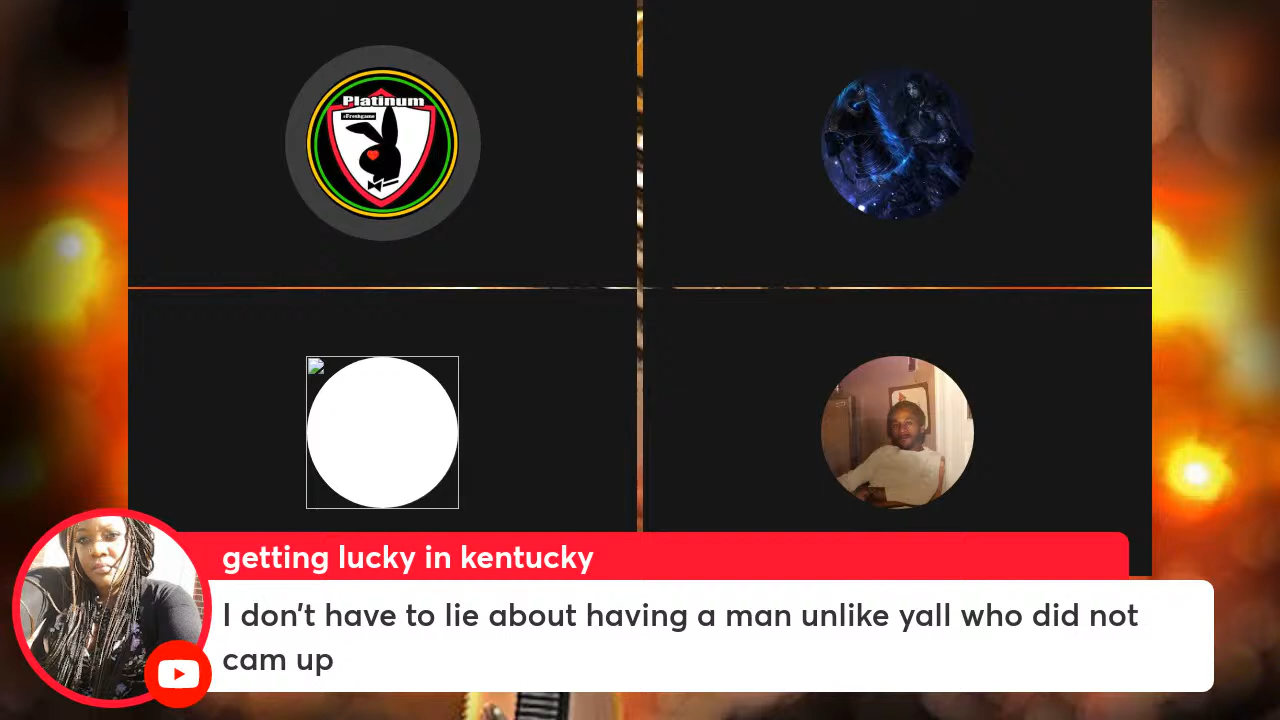 Platinum
#Freshgame
getting lucky in kentucky
I don't have to lie about having a man unlike yall who did not
cam up